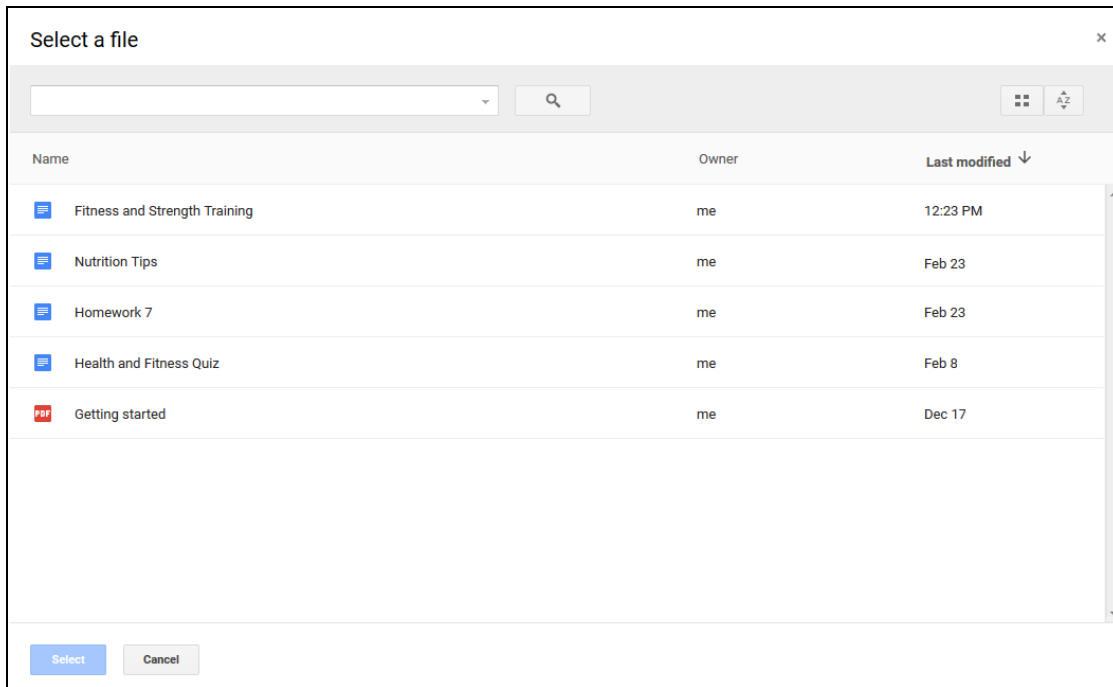 Select a file
×
AZ
Name Owner Last modified
Fitness and Strength Training me 12:23 PM
Nutrition Tips me Feb 23
Homework 7 me Feb 23
Health and Fitness Quiz me Feb 8
PDF Getting started me Dec 17
Select Cancel